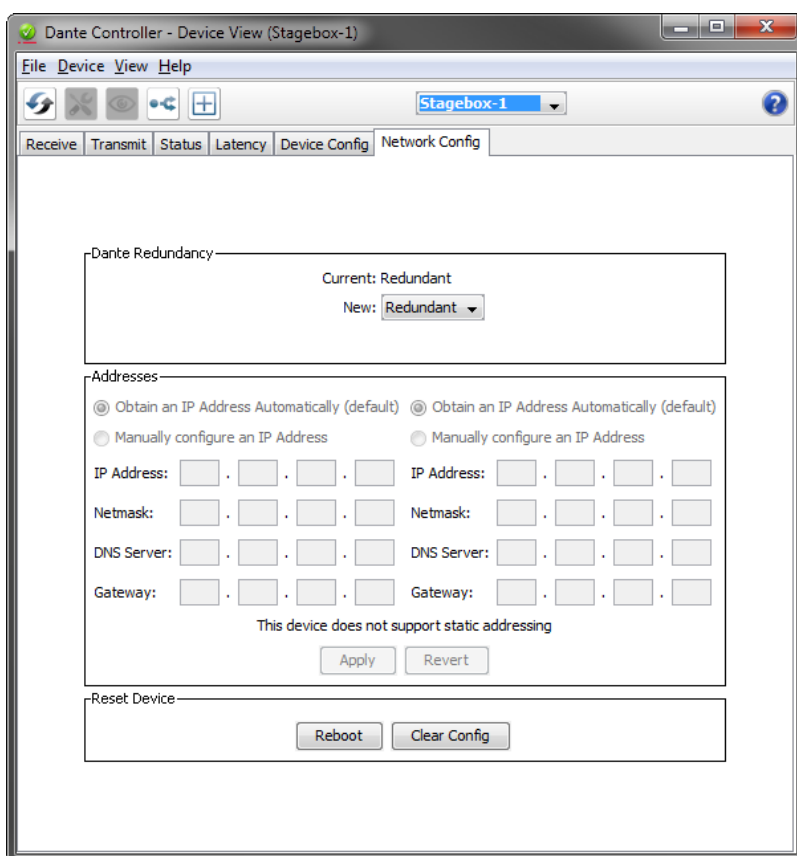 Dante Controller - Device View (Stagebox-1)
File Device View Help
Stagebox-1
Receive Transmit Status Latency Device Config Network Config
Dante Redundancy
Current: Redundant
New: Redundant
Addresses
Obtain an IP Address Automatically (default) Obtain an IP Address Automatically (default)
Manually configure an IP Address Manually configure an IP Address
IP Address: . . . IP Address: . . .
Netmask: . . . Netmask: . . .
DNS Server: . . . DNS Server: . . .
Gateway: . . . Gateway: . . .
This device does not support static addressing
Apply Revert
Reset Device
Reboot Clear Config